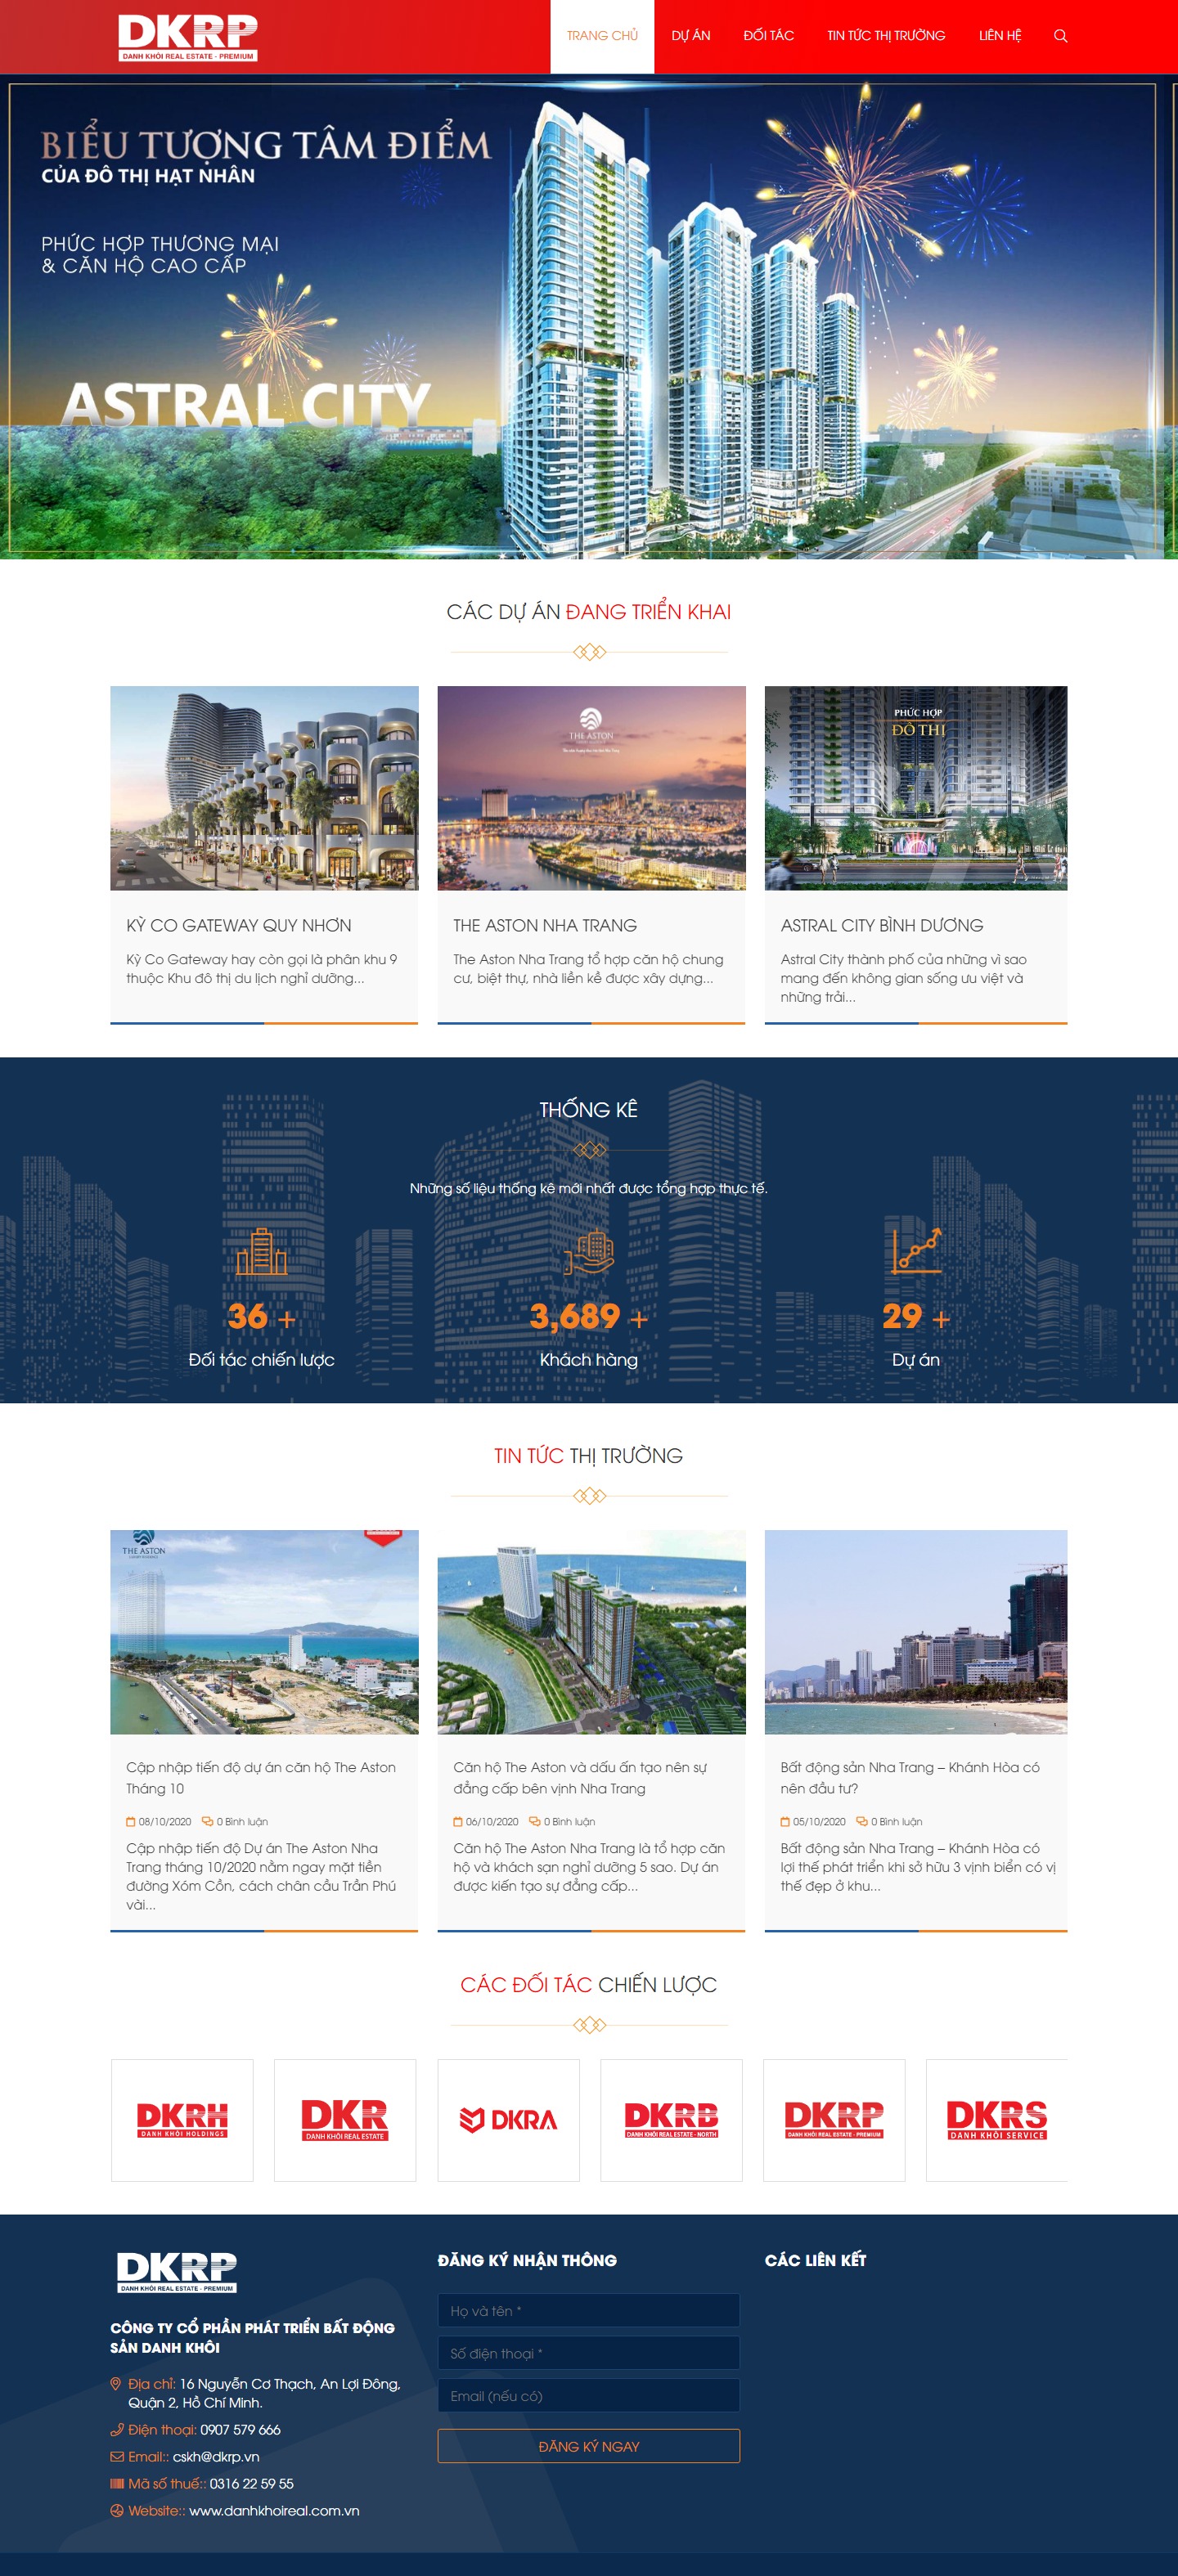 DKRP
DANH KHÔI REAL ESTATE - PREMIUM
TRANG CHỦ
DỰ ÁN
ĐỐI TÁC
TIN TỨC THỊ TRƯỜNG
LIÊN HỆ
BIỂU TƯỢNG TÂM ĐIỂM
CỦA ĐÔ THỊ HẠT NHÂN
PHỨC HỢP THƯƠNG MẠI
& CĂN HỘ CAO CẤP
ASTRAL CITY
CÁC DỰ ÁN ĐANG TRIỂN KHAI
THE ASTON
PHỨC HỢP
ĐÔ THỊ
KỲ CO GATEWAY QUY NHƠN
Kỳ Co Gateway hay còn gọi là phân khu 9
thuộc Khu đô thị du lịch nghỉ dưỡng...
THE ASTON NHA TRANG
The Aston Nha Trang tổ hợp căn hộ chung
cư, biệt thự, nhà liền kề được xây dựng...
ASTRAL CITY BÌNH DƯƠNG
Astral City thành phố của những vì sao
mang đến không gian sống ưu việt và
những trải...
THỐNG KÊ
Những số liệu thống kê mới nhất được tổng hợp thực tế.
36 +
Đối tác chiến lược
3,689 +
Khách hàng
29 +
Dự án
TIN TỨC THỊ TRƯỜNG
THE ASTON
Cập nhập tiến độ dự án căn hộ The Aston
Tháng 10
08/10/2020 0 Bình luận
Cập nhập tiến độ Dự án The Aston Nha
Trang tháng 10/2020 nằm ngay mặt tiền
đường Xóm Cồn, cách chân cầu Trần Phú
vài...
Căn hộ The Aston và dấu ấn tạo nên sự
đẳng cấp bên vịnh Nha Trang
06/10/2020 0 Bình luận
Căn hộ The Aston Nha Trang là tổ hợp căn
hộ và khách sạn nghỉ dưỡng 5 sao. Dự án
được kiến tạo sự đẳng cấp...
Bất động sản Nha Trang – Khánh Hòa có
nên đầu tư?
05/10/2020 0 Bình luận
Bất động sản Nha Trang – Khánh Hòa có
lợi thế phát triển khi sở hữu 3 vịnh biển có vị
thế đẹp ở khu...
CÁC ĐỐI TÁC CHIẾN LƯỢC
DKRH
DANH KHÔI HOLDINGS
DKR
DANH KHÔI REAL ESTATE
DKRA
DKRB
DANH KHÔI REAL ESTATE - NORTH
DKRP
DANH KHÔI REAL ESTATE - PREMIUM
DKRS
DANH KHÔI SERVICE
DKRP
DANH KHÔI REAL ESTATE - PREMIUM
CÔNG TY CỔ PHẦN PHÁT TRIỂN BẤT ĐỘNG
SẢN DANH KHÔI
Địa chỉ: 16 Nguyễn Cơ Thạch, An Lợi Đông,
Quận 2, Hồ Chí Minh.
Điện thoại: 0907 579 666
Email:: cskh@dkrp.vn
Mã số thuế:: 0316 22 59 55
Website:: www.danhkhoireal.com.vn
ĐĂNG KÝ NHẬN THÔNG
Họ và tên *
Số điện thoại *
Email (nếu có)
ĐĂNG KÝ NGAY
CÁC LIÊN KẾT